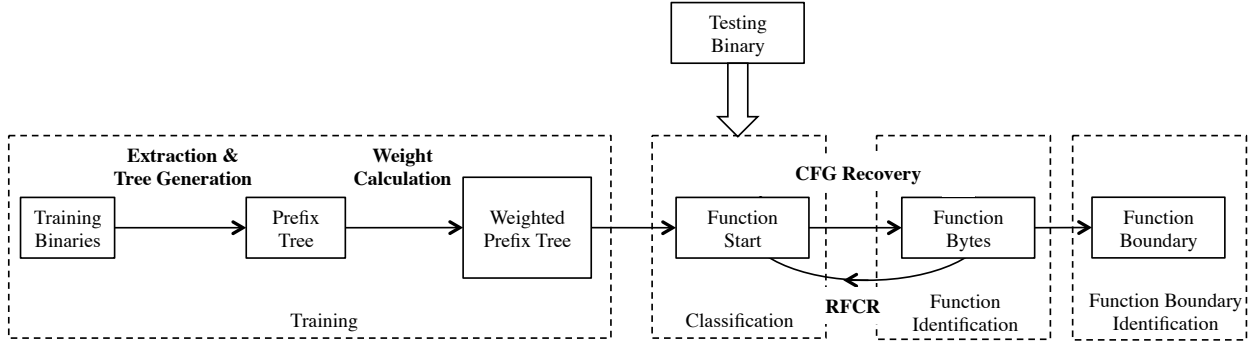 Testing
Binary
Extraction &
Tree Generation
Weight
Calculation
CFG Recovery
Training
Binaries
Prefix
Tree
Weighted
Prefix Tree
Function
Start
Function
Bytes
Function
Boundary
RFCR
Training
Classification
Function
Identification
Function Boundary
Identification